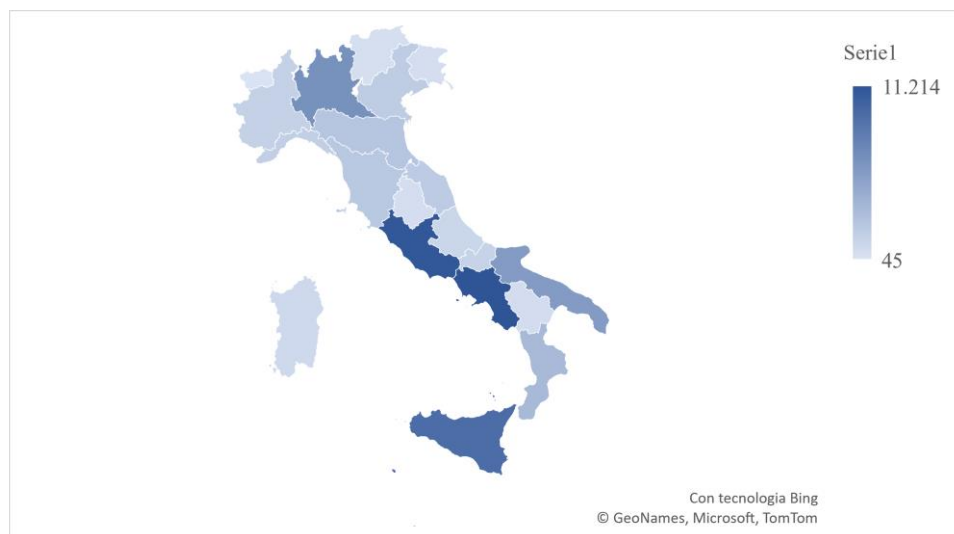 Serie1
11.214
45
Con tecnologia Bing
© GeoNames, Microsoft, TomTom